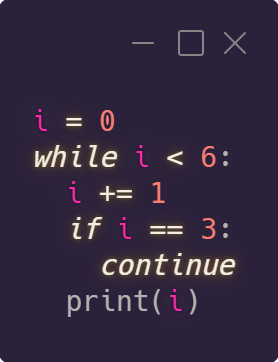 i = 0
while i < 6:
  i += 1
  if i == 3:
    continue
  print(i)